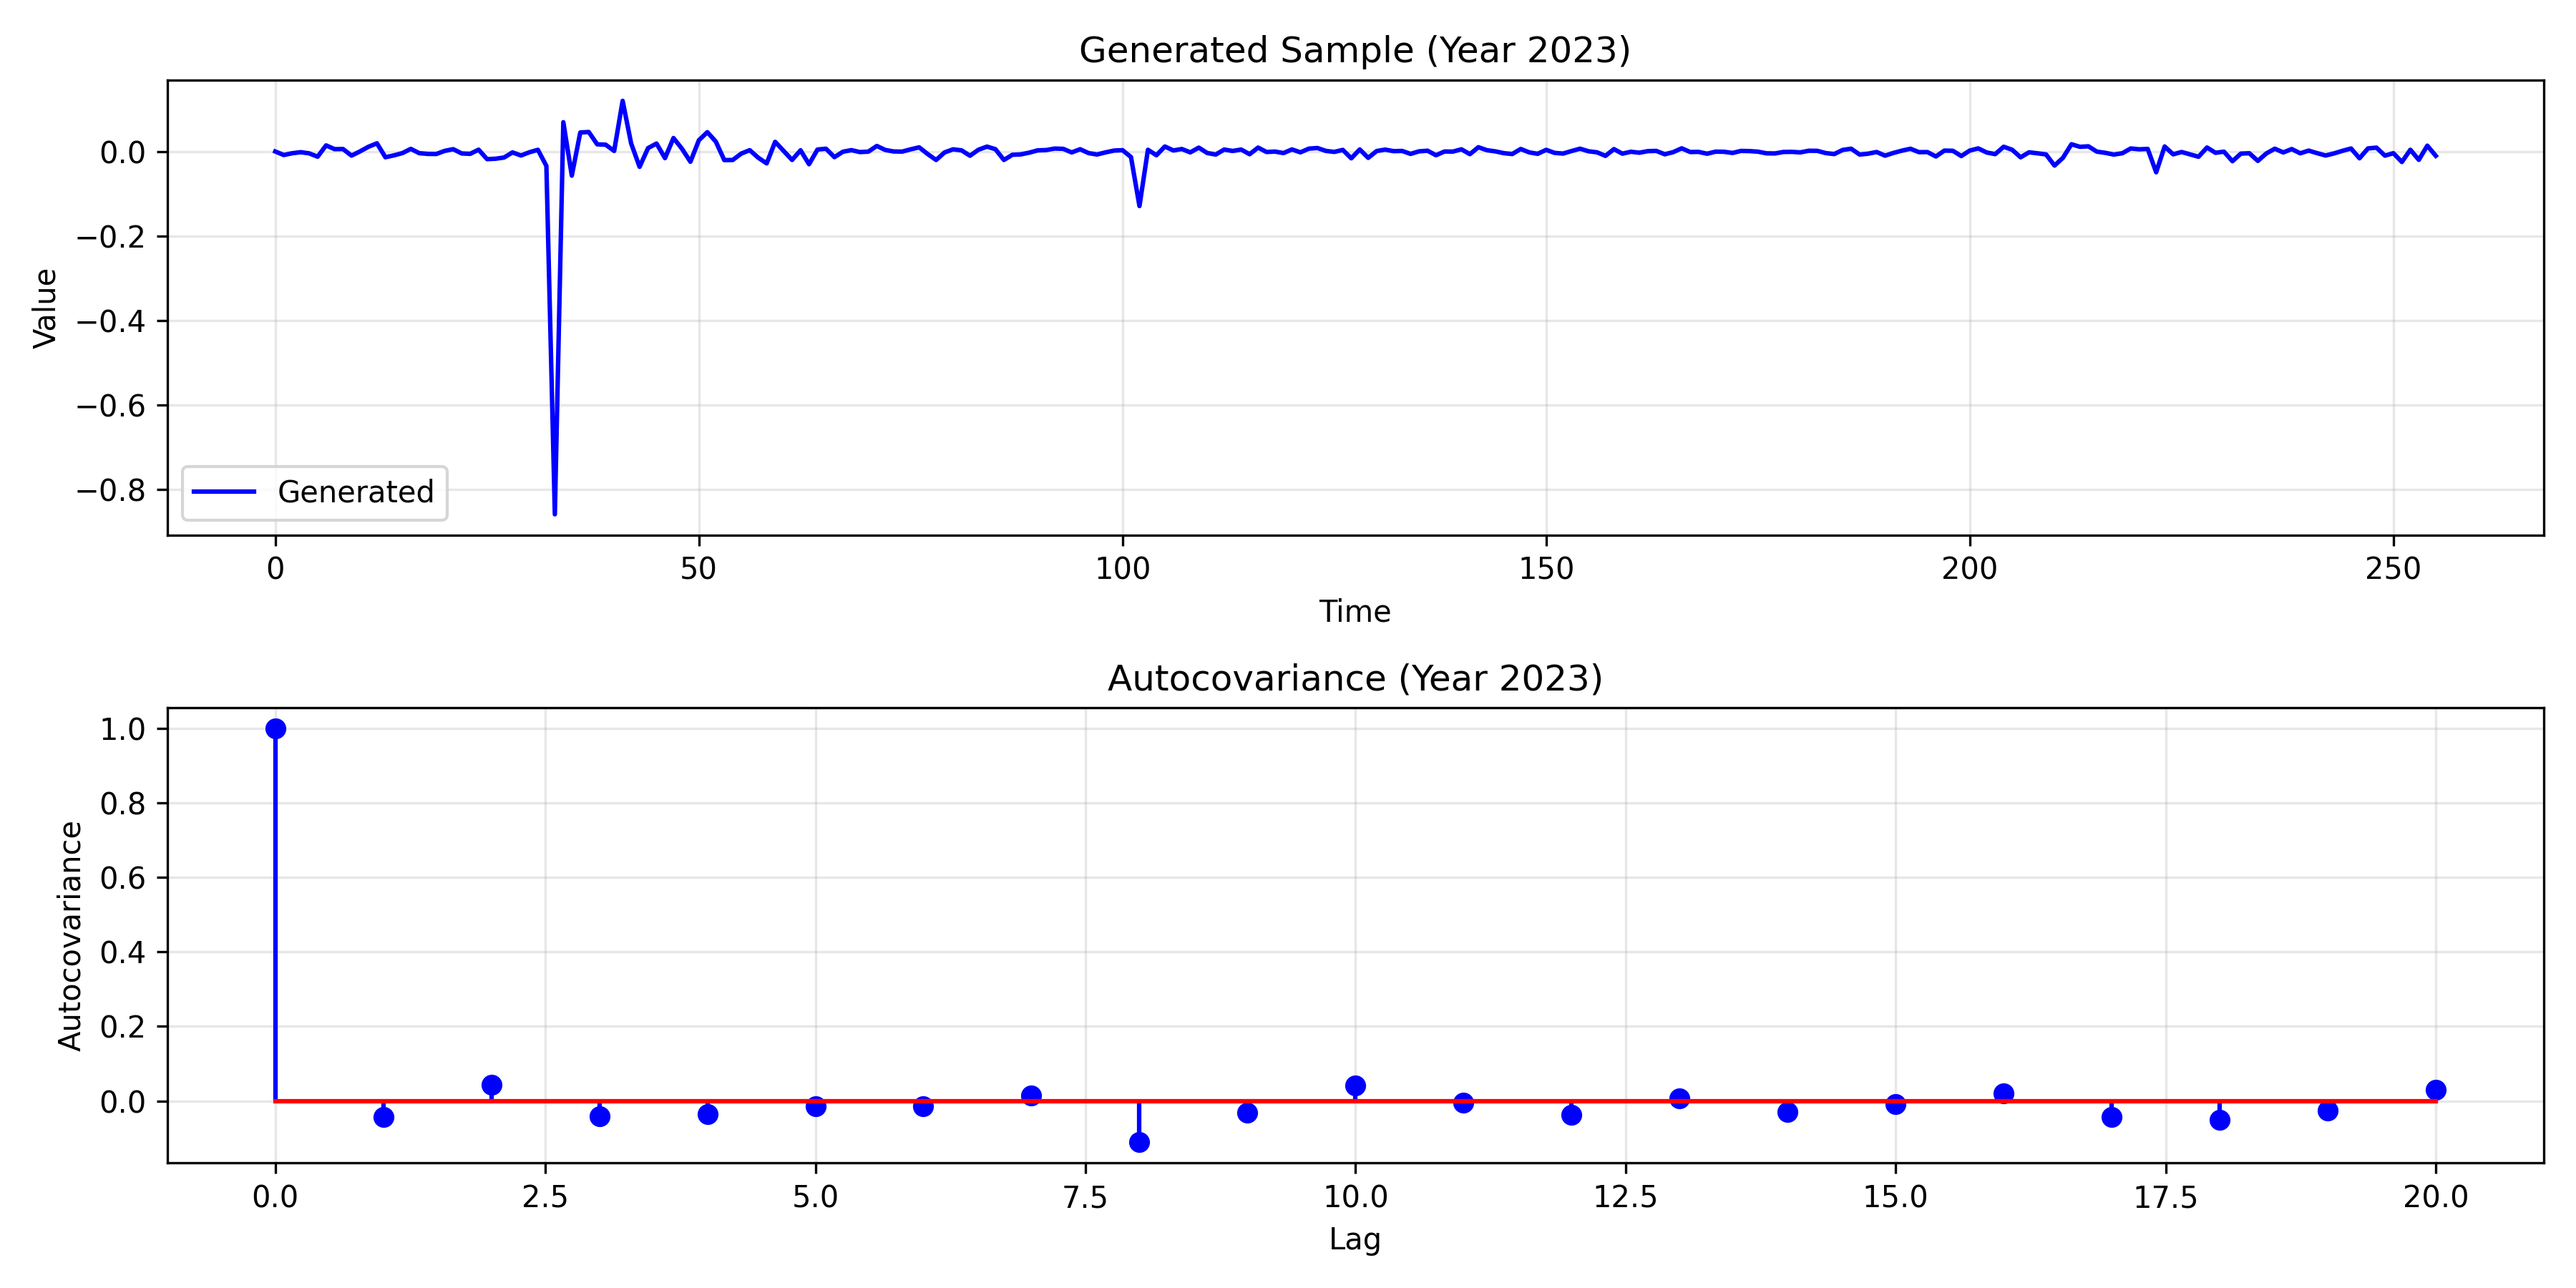 Generated Sample (Year 2023)
0.0
−0.2
−0.4
−0.6
−0.8
Value
Generated
0 50 100 150 200 250
Time
Autocovariance (Year 2023)
1.0
0.8
0.6
0.4
0.2
0.0
Autocovariance
0.0 2.5 5.0 7.5 10.0 12.5 15.0 17.5 20.0
Lag